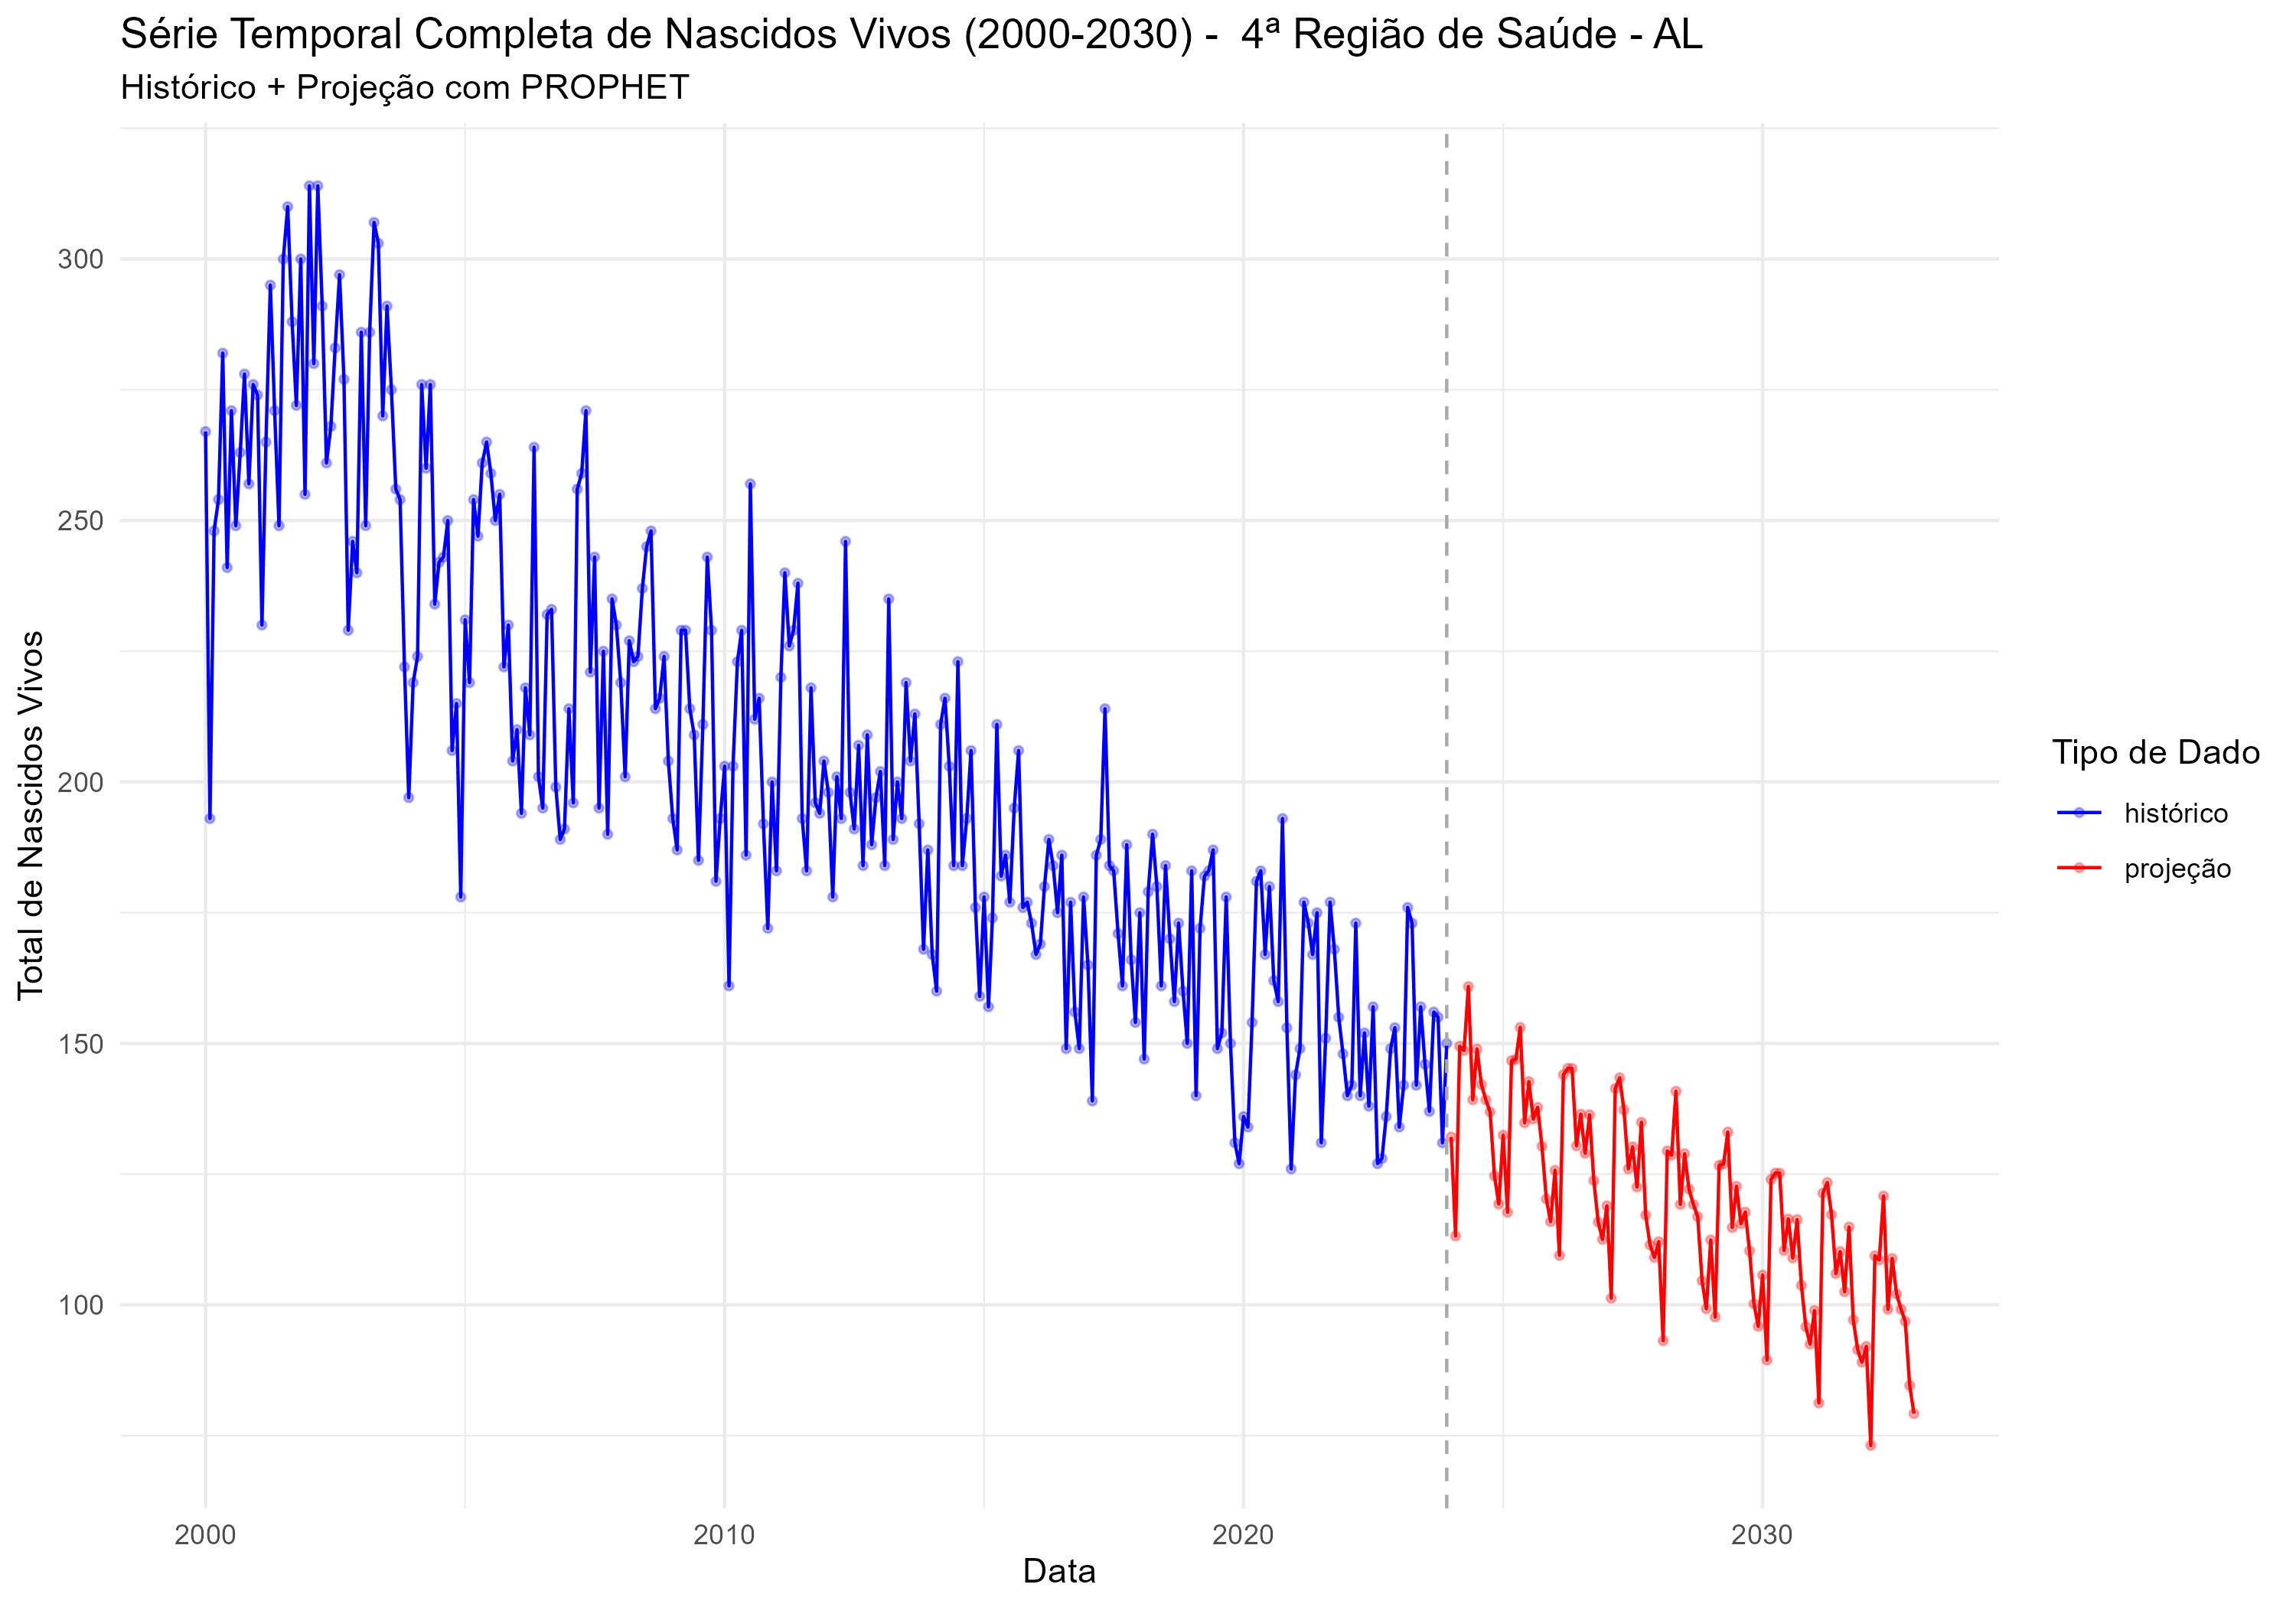 Série Temporal Completa de Nascidos Vivos (2000-2030) -  4ª Região de Saúde - AL
Histórico + Projeção com PROPHET
Total de Nascidos Vivos
300
250
200
150
100
2000
2010
2020
2030
Data
Tipo de Dado
histórico
projeção